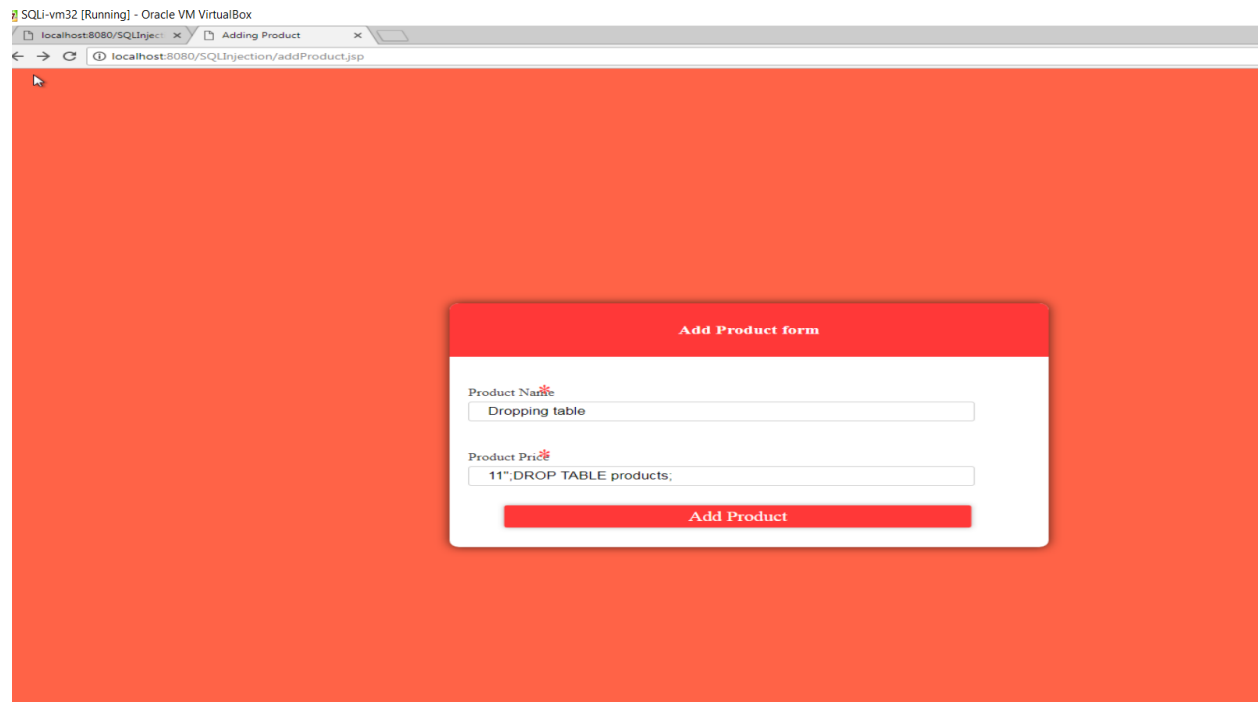 SQLi-vm32 [Running] - Oracle VM VirtualBox
localhost:8080/SQLInject: Adding Product
localhost:8080/SQLInjection/addProduct.jsp
Add Product form
Product Name*
Dropping table
Product Price*
11";DROP TABLE products;
Add Product